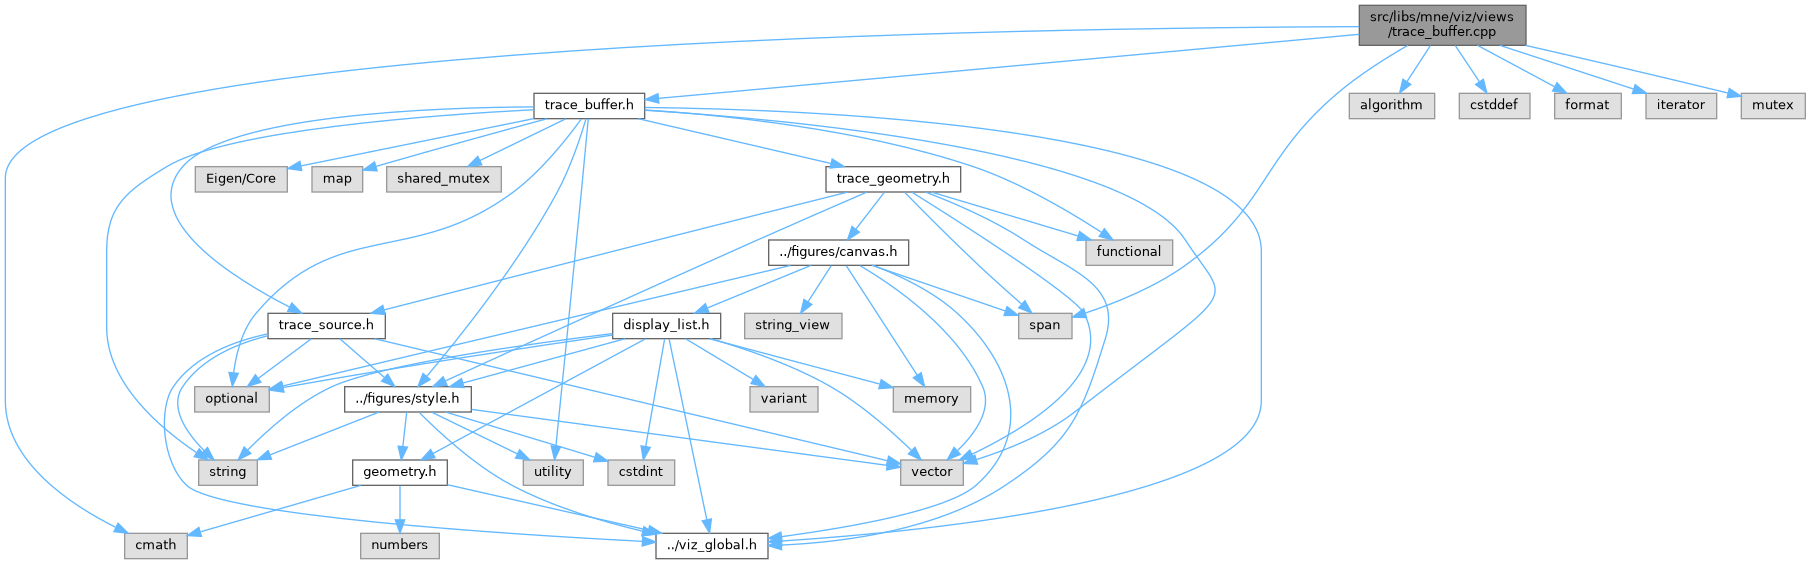 src/libs/mne/viz/views
/trace_buffer.cpp
trace_buffer.h
algorithm
cstddef
format
iterator
mutex
Eigen/Core
map
shared_mutex
trace_geometry.h
../figures/canvas.h
functional
trace_source.h
display_list.h
string_view
span
optional
../figures/style.h
variant
memory
string
geometry.h
utility
cstdint
vector
cmath
numbers
../viz_global.h